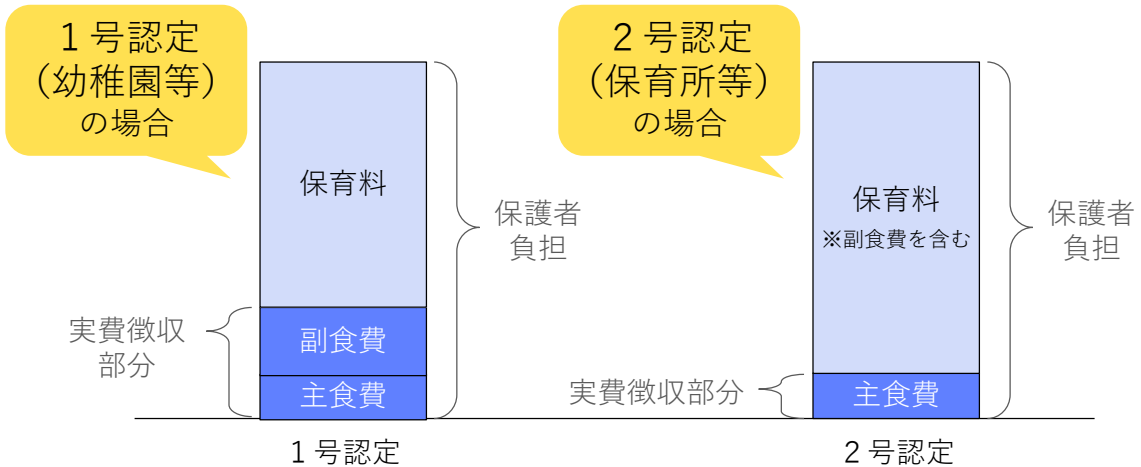 1号認定
（幼稚園等）
の場合
保育料
副食費
主食費
実費徴収
部分
保護者
負担
1号認定
2号認定
（保育所等）
の場合
保育料
※副食費を含む
主食費
実費徴収部分
保護者
負担
2号認定